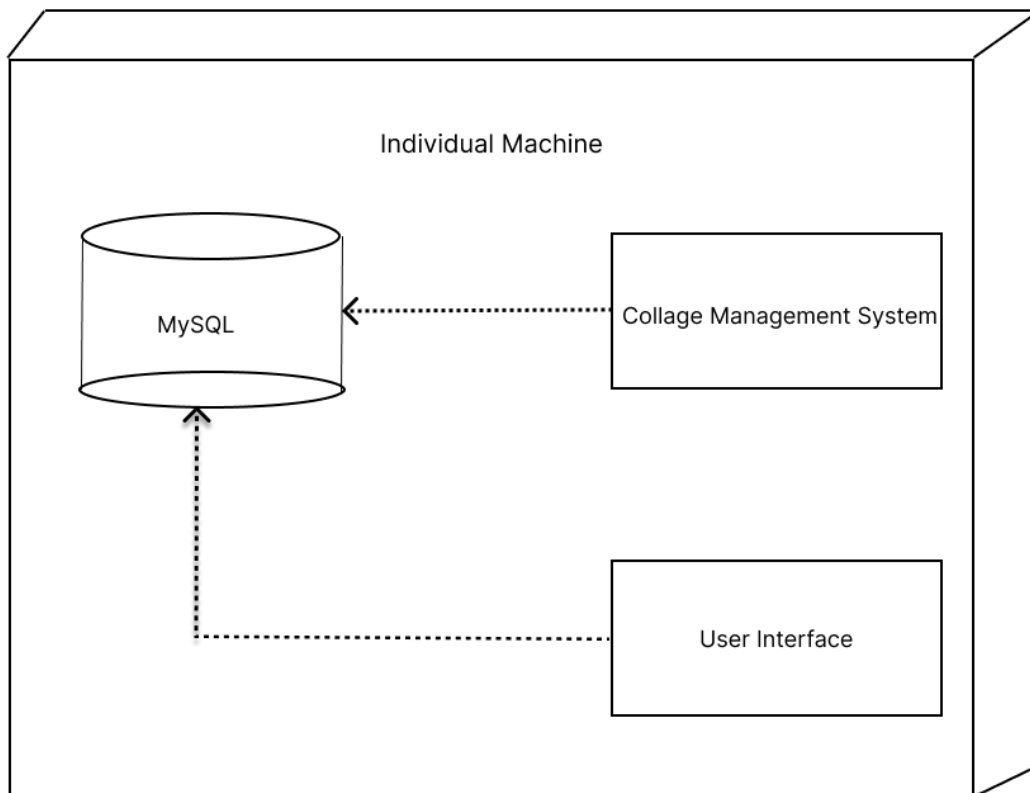 Individual Machine
MySQL
Collage Management System
User Interface